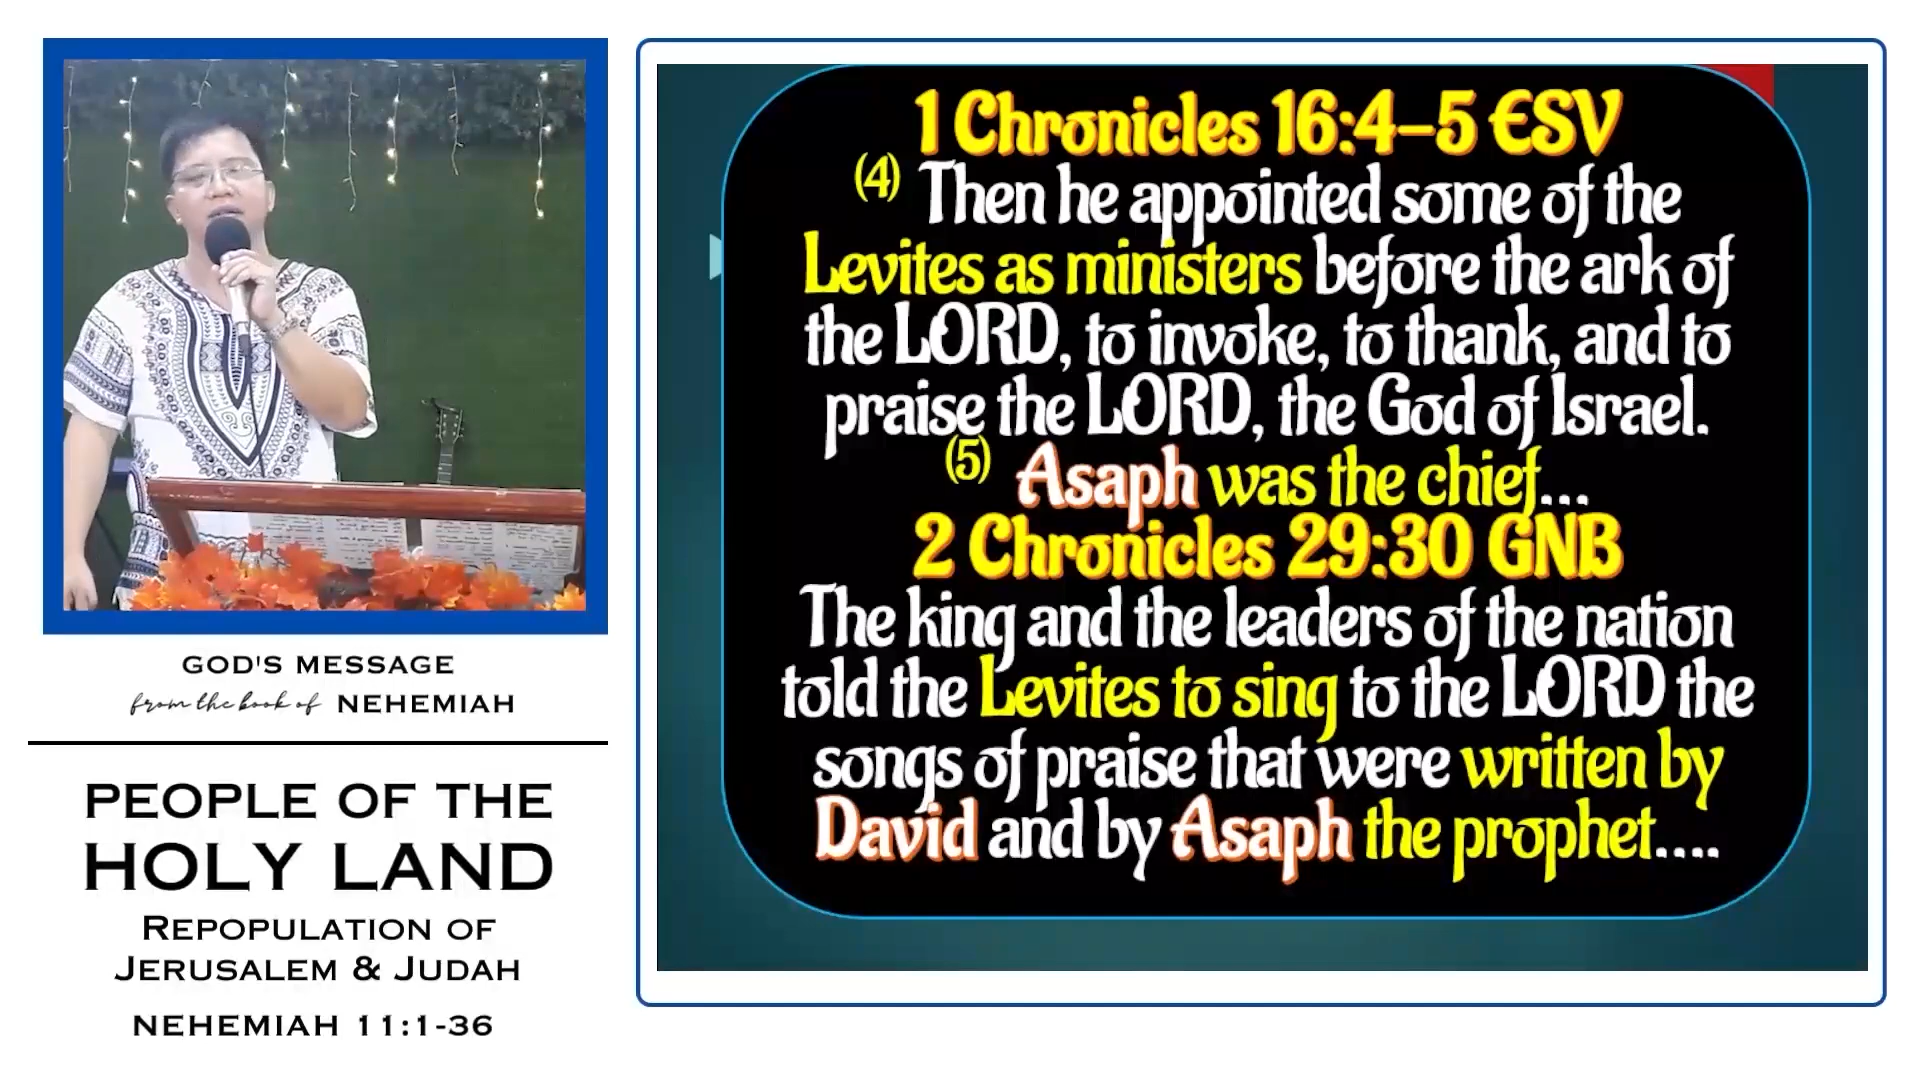 GOD'S MESSAGE
from the book of NEHEMIAH
PEOPLE OF THE
HOLY LAND
REPOPULATION OF
JERUSALEM & JUDAH
NEHEMIAH 11:1-36
1 Chronicles 16:4–5 ESV
(4) Then he appointed some of the
Levites as ministers before the ark of
the LORD, to invoke, to thank, and to
praise the LORD, the God of Israel.
(5) Asaph was the chief...
2 Chronicles 29:30 GNB
The king and the leaders of the nation
told the Levites to sing to the LORD the
songs of praise that were written by
David and by Asaph the prophet....